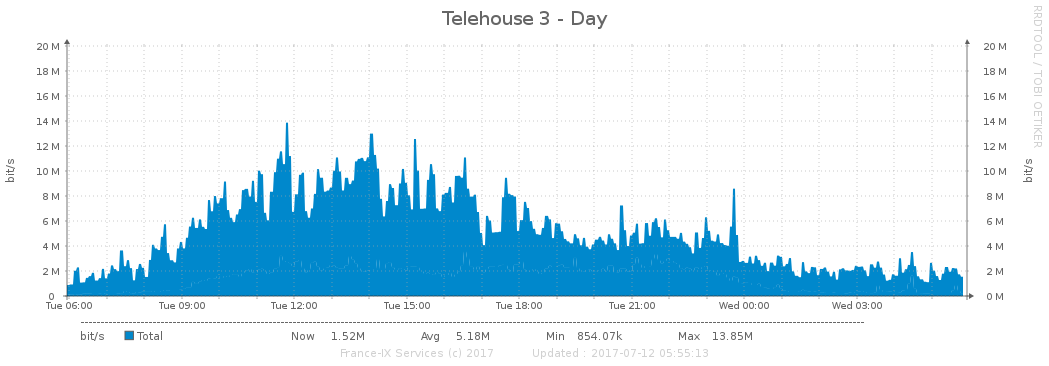 Telehouse 3 - Day
RRDTOOL / TOBI OETIKER
bit/s
bit/s
20 M 20 M
18 M 18 M
16 M 16 M
14 M 14 M
12 M 12 M
10 M 10 M
8 M 8 M
6 M 6 M
4 M 4 M
2 M 2 M
0 0 M
Tue 06:00 Tue 09:00 Tue 12:00 Tue 15:00 Tue 18:00 Tue 21:00 Wed 00:00 Wed 03:00
bit/s Total Now 1.52M Avg 5.18M Min 854.07k Max 13.85M
France-IX Services (c) 2017 Updated : 2017-07-12 05:55:13